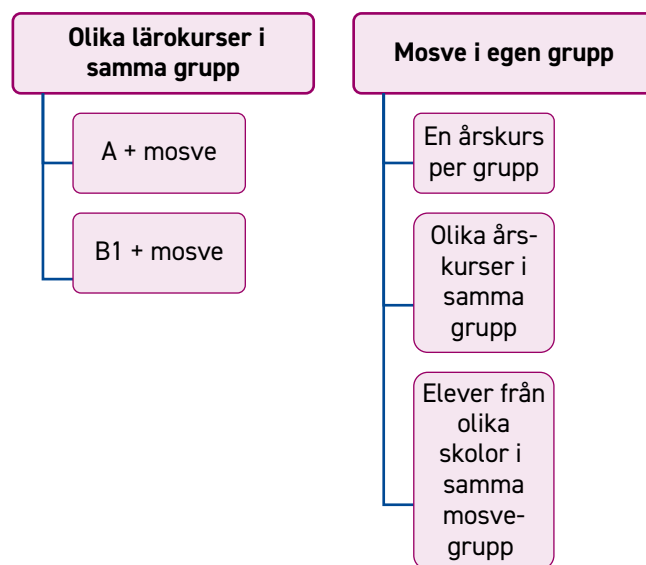 Olika lärokurser i
samma grupp
A + mosve
B1 + mosve
Mosve i egen grupp
En årskurs
per grupp
Olika års-
kurser i
samma
grupp
Elever från
olika
skolor i
samma
mosve-
grupp